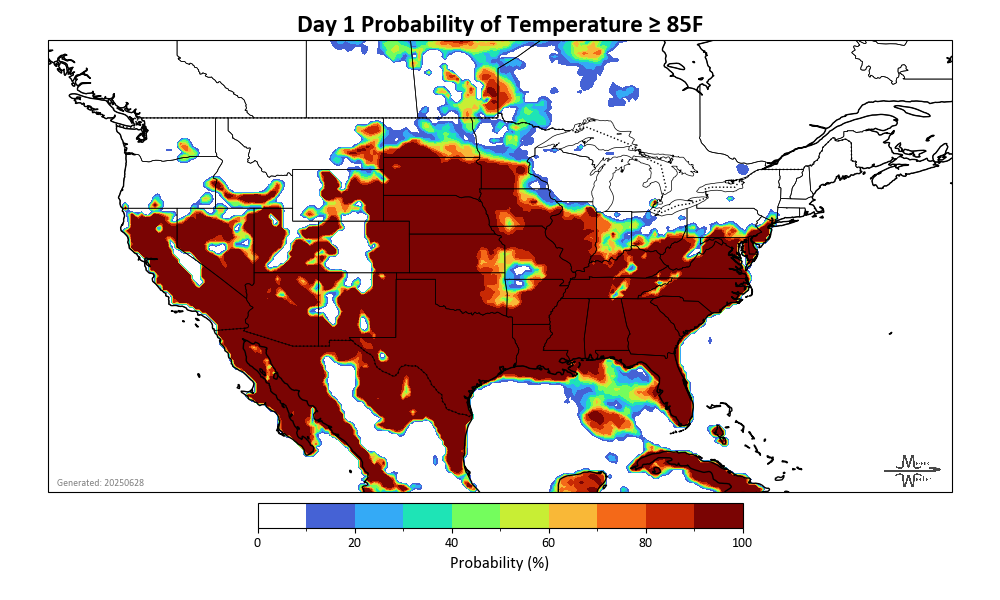 Day 1 Probability of Temperature ≥ 85F
Generated: 20250628
0 20 40 60 80 100
Probability (%)